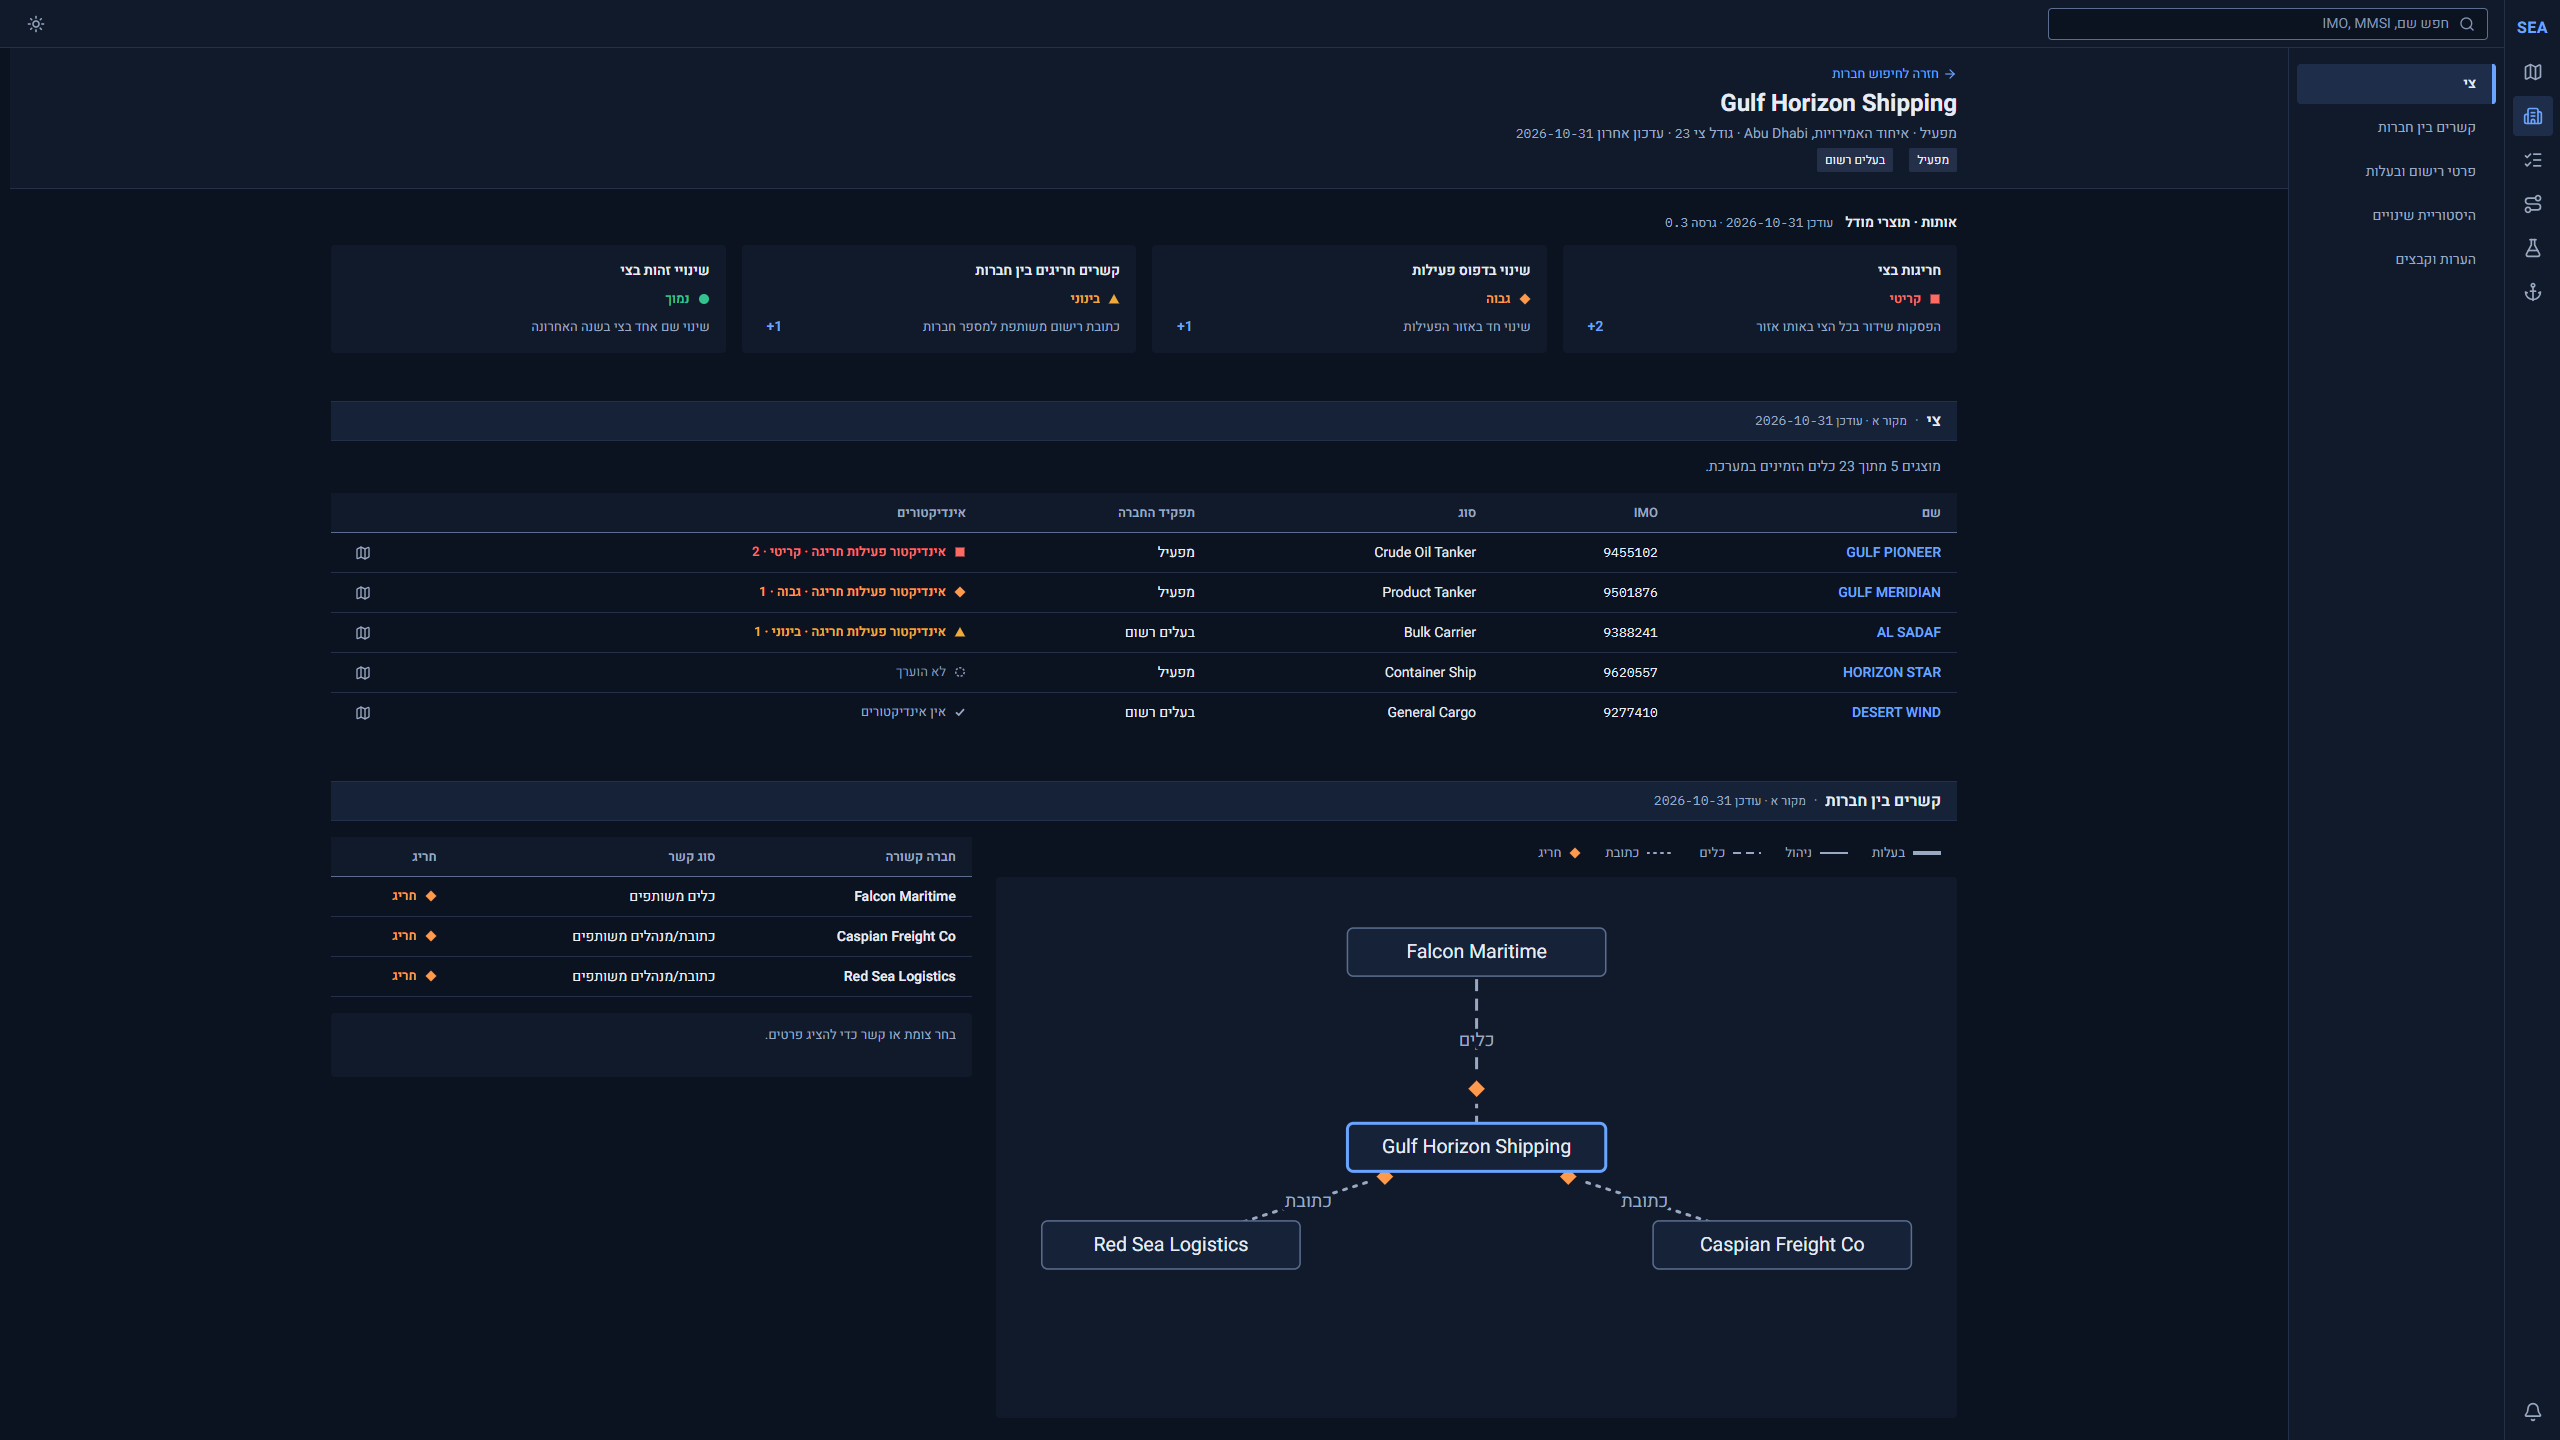 SEA
חפש שם, IMO, MMSI
צי
קשרים בין חברות
פרטי רישום ובעלות
היסטוריית שינויים
הערות וקבצים
חזרה לחיפוש חברות
Gulf Horizon Shipping
מפעיל · איחוד האמירויות, Abu Dhabi · גודל צי 23 · עדכון אחרון 2026-10-31
מפעיל בעלים רשום
אותות · תוצרי מודל עודכן 2026-10-31 · גרסה 0.3
חריגות בצי
קריטי
הפסקות שידור בכל הצי באותו אזור +2
שינוי בדפוס פעילות
גבוה
שינוי חד באזור הפעילות +1
קשרים חריגים בין חברות
בינוני
כתובת רישום משותפת למספר חברות +1
שינויי זהות בצי
נמוך
שינוי שם אחד בצי בשנה האחרונה
צי · מקור א · עודכן 2026-10-31
מוצגים 5 מתוך 23 כלים הזמינים במערכת.
שם IMO סוג תפקיד החברה אינדיקטורים
GULF PIONEER 9455102 Crude Oil Tanker מפעיל אינדיקטור פעילות חריגה · קריטי · 2
GULF MERIDIAN 9501876 Product Tanker מפעיל אינדיקטור פעילות חריגה · גבוה · 1
AL SADAF 9388241 Bulk Carrier בעלים רשום אינדיקטור פעילות חריגה · בינוני · 1
HORIZON STAR 9620557 Container Ship מפעיל לא הוערך
DESERT WIND 9277410 General Cargo בעלים רשום אין אינדיקטורים
קשרים בין חברות · מקור א · עודכן 2026-10-31
בעלות ניהול כלים כתובת חריג
Falcon Maritime
כלים
Gulf Horizon Shipping
כתובת כתובת
Caspian Freight Co Red Sea Logistics
חברה קשורה סוג קשר חריג
Falcon Maritime כלים משותפים חריג
Caspian Freight Co כתובת/מנהלים משותפים חריג
Red Sea Logistics כתובת/מנהלים משותפים חריג
בחר צומת או קשר כדי להציג פרטים.